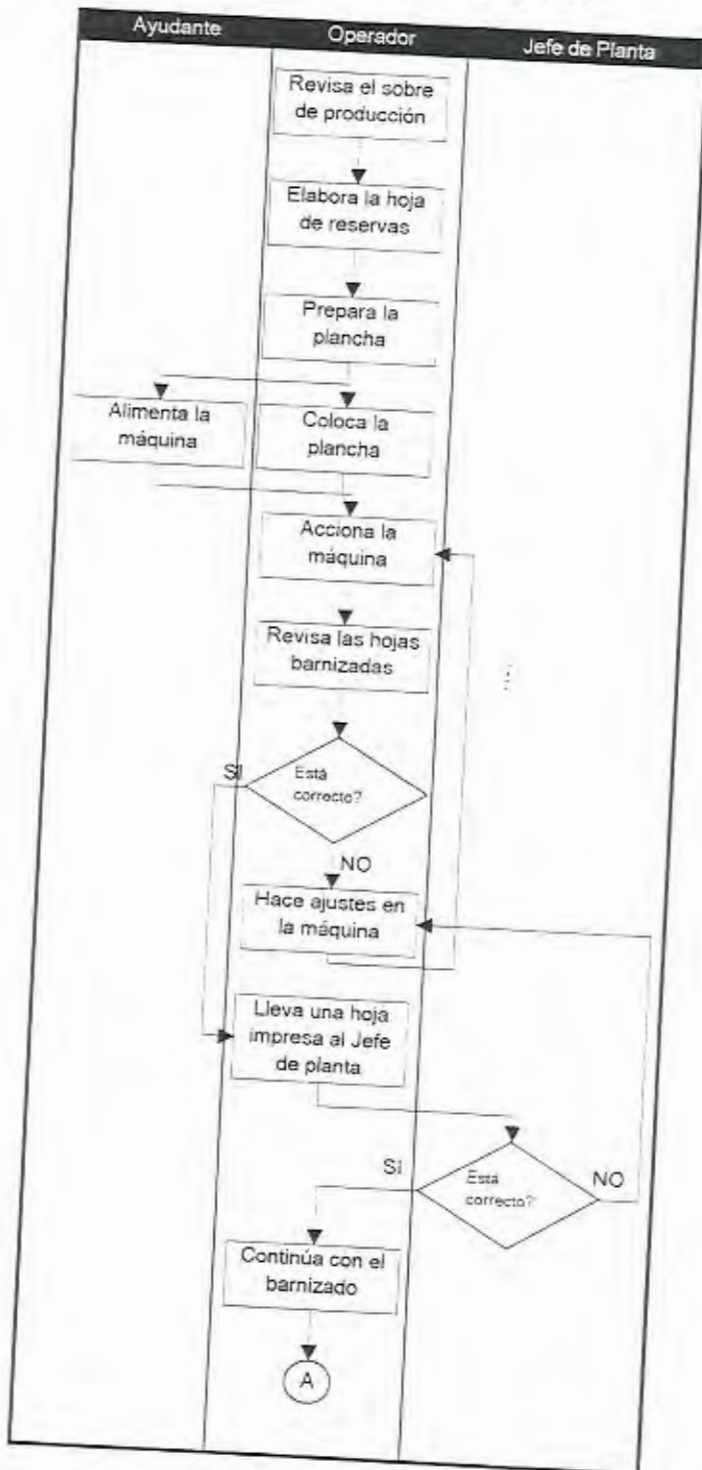 Ayudante
Operador
Jefe de Planta
Revisa el sobre
de producción
Elabora la hoja
de reservas
Prepara la
plancha
Alimenta la
máquina
Coloca la
plancha
Acciona la
máquina
Revisa las hojas
barnizadas
SI
Está
correcto?
NO
Hace ajustes en
la máquina
Lleva una hoja
impresa al Jefe
de planta
SI
Está
correcto?
NO
Continúa con el
barnizado
A